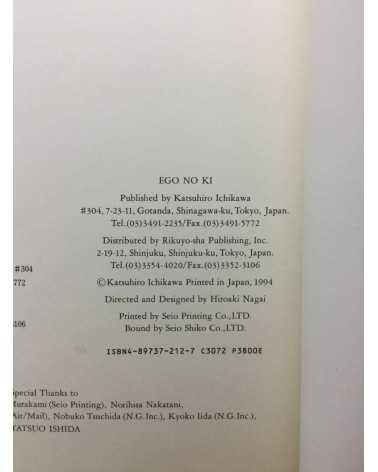 EGO NO KI
Published by Katsuhiro Ichikawa
#304, 7-23-11, Gotanda, Shinagawa-ku, Tokyo, Japan.
Tel.(03)3491-2235/Fax.(03)3491-5772
Distributed by Rikuyo-sha Publishing, Inc.
2-19-12, Shinjuku, Shinjuku-ku, Tokyo, Japan.
Tel.(03)3354-4020/Fax.(03)3352-3106
#304
772
©Katsuhiro Ichikawa Printed in Japan, 1994
Directed and Designed by Hiroaki Nagai
106
Printed by Seio Printing Co., LTD.
Bound by Seio Shiko Co., LTD.
ISBN4-89737-212-7 C3072 P3800E
Special Thanks to
Murakami (Seio Printing), Norihisa Nakatani,
Air/Mail), Nobuko Tsuchida (N.G. Inc.), Kyoko Iida (N.G. Inc.),
TATSUO ISHIDA